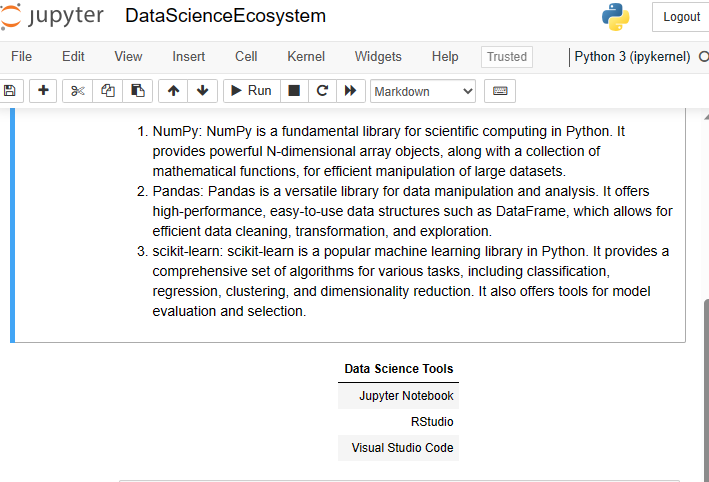 jupyter DataScienceEcosystem Logout
File Edit View Insert Cell Kernel Widgets Help Trusted Python 3 (ipykernel)
Run Markdown
1. NumPy: NumPy is a fundamental library for scientific computing in Python. It
provides powerful N-dimensional array objects, along with a collection of
mathematical functions, for efficient manipulation of large datasets.
2. Pandas: Pandas is a versatile library for data manipulation and analysis. It offers
high-performance, easy-to-use data structures such as DataFrame, which allows for
efficient data cleaning, transformation, and exploration.
3. scikit-learn: scikit-learn is a popular machine learning library in Python. It provides a
comprehensive set of algorithms for various tasks, including classification,
regression, clustering, and dimensionality reduction. It also offers tools for model
evaluation and selection.
Data Science Tools
Jupyter Notebook
RStudio
Visual Studio Code